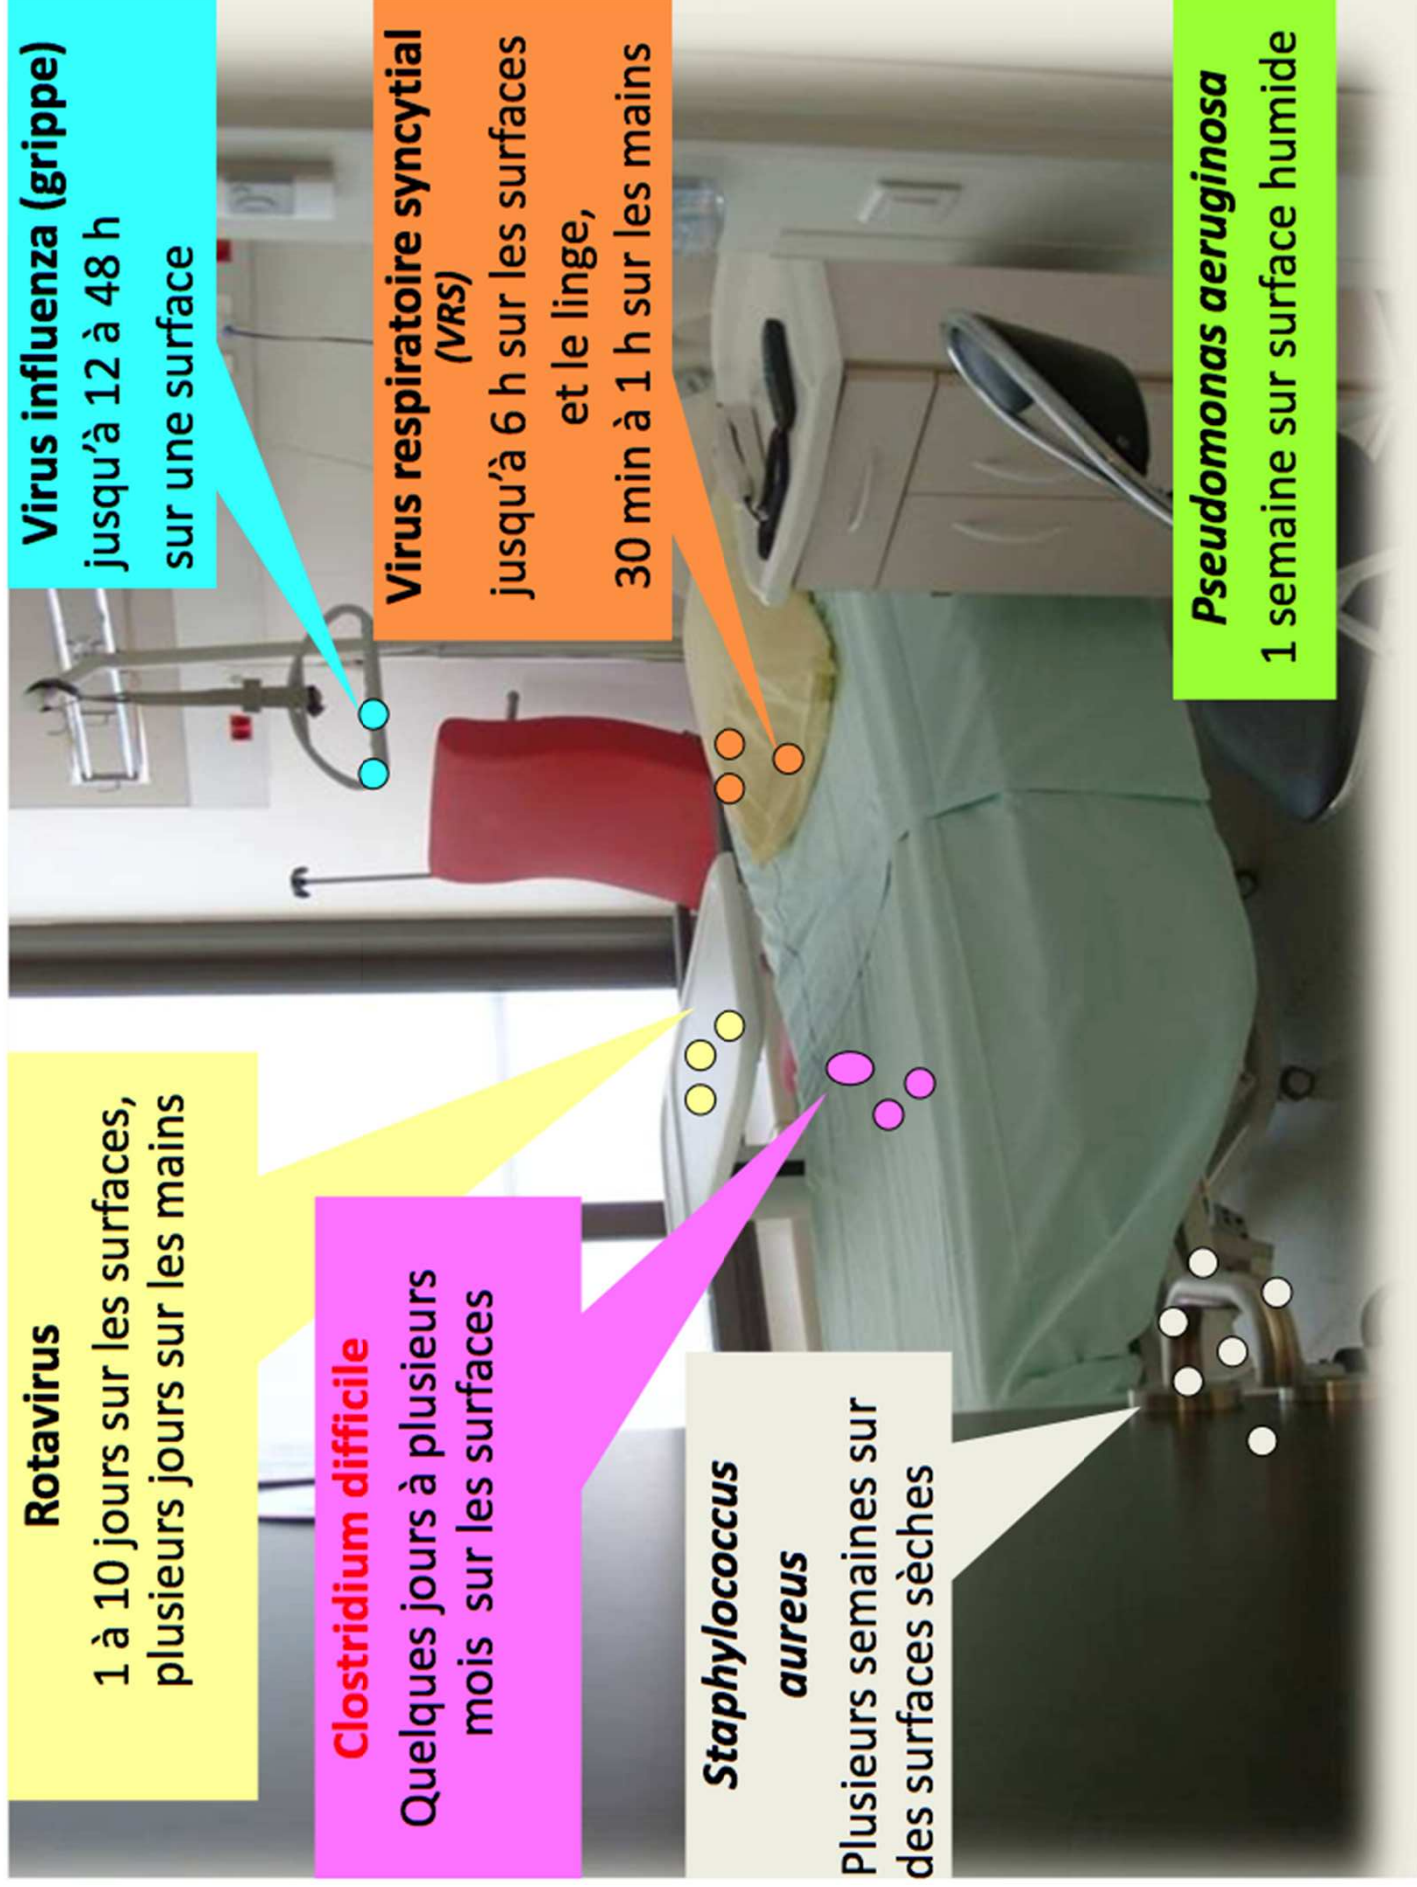 Rotavirus
1 à 10 jours sur les surfaces,
plusieurs jours sur les mains
Virus influenza (grippe)
jusqu'à 12 à 48 h
sur une surface
Clostridium difficile
Quelques jours à plusieurs
mois sur les surfaces
Virus respiratoire syncytial
(VRS)
jusqu'à 6 h sur les surfaces
et le linge,
30 min à 1 h sur les mains
Staphylococcus
aureus
Plusieurs semaines sur
des surfaces sèches
Pseudomonas aeruginosa
1 semaine sur surface humide